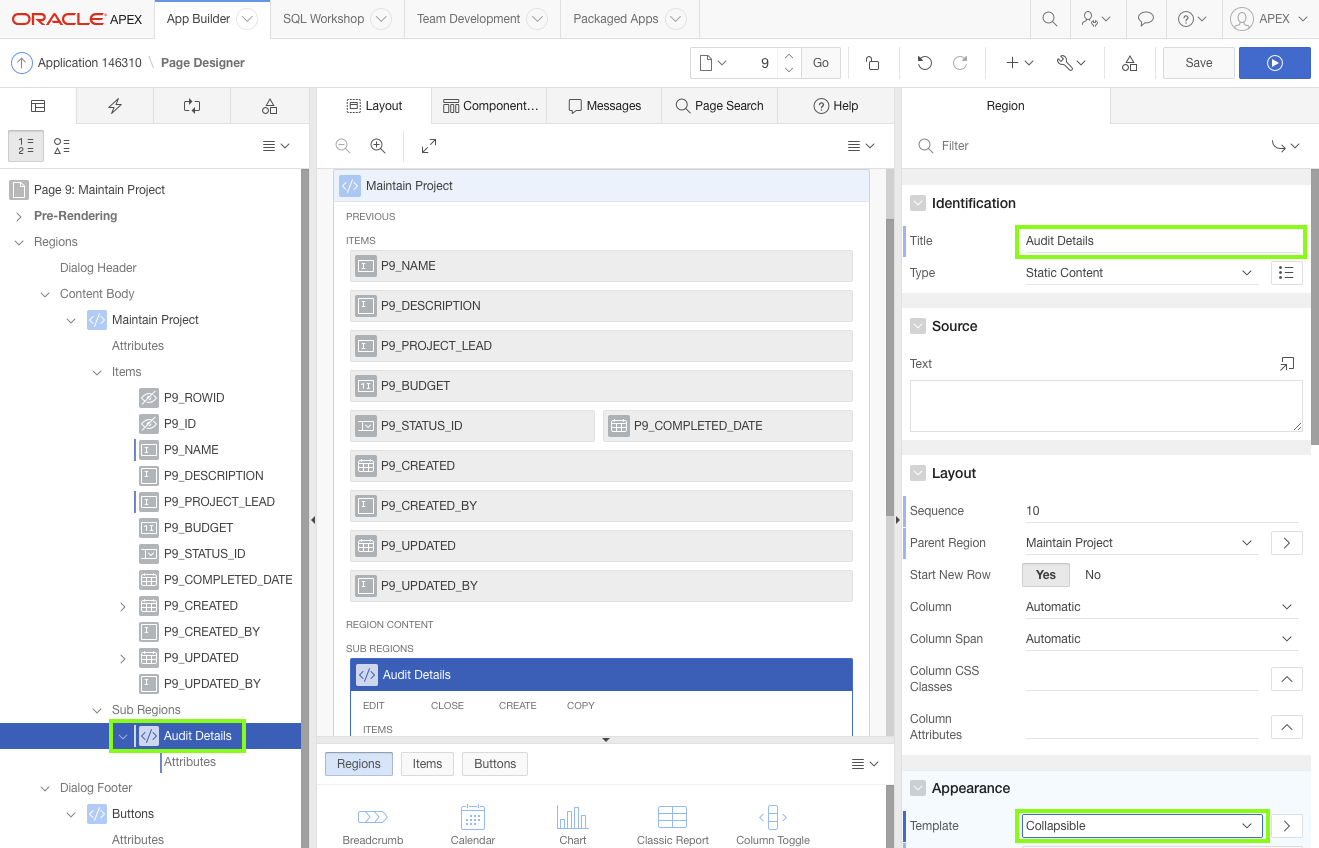 ORACLE APEX
App Builder
SQL Workshop
Team Development
Packaged Apps
APEX
Application 146310 \ Page Designer
9
Go
Save
Layout
Component...
Messages
Page Search
Help
Region
Filter
Page 9: Maintain Project
Pre-Rendering
Regions
Dialog Header
Content Body
Maintain Project
Attributes
Items
P9_ROWID
P9_ID
P9_NAME
P9_DESCRIPTION
P9_PROJECT_LEAD
P9_BUDGET
P9_STATUS_ID
P9_COMPLETED_DATE
P9_CREATED
P9_CREATED_BY
P9_UPDATED
P9_UPDATED_BY
Sub Regions
Audit Details
Attributes
Dialog Footer
Buttons
Attributes
Maintain Project
PREVIOUS
ITEMS
P9_NAME
P9_DESCRIPTION
P9_PROJECT_LEAD
P9_BUDGET
P9_STATUS_ID
P9_COMPLETED_DATE
P9_CREATED
P9_CREATED_BY
P9_UPDATED
P9_UPDATED_BY
REGION CONTENT
SUB REGIONS
Audit Details
EDIT CLOSE CREATE COPY
ITEMS
Regions
Items
Buttons
Breadcrumb
Calendar
Chart
Classic Report
Column Toggle
Identification
Title Audit Details
Type Static Content
Source
Text
Layout
Sequence 10
Parent Region Maintain Project
Start New Row Yes No
Column Automatic
Column Span Automatic
Column CSS
Classes
Column
Attributes
Appearance
Template Collapsible